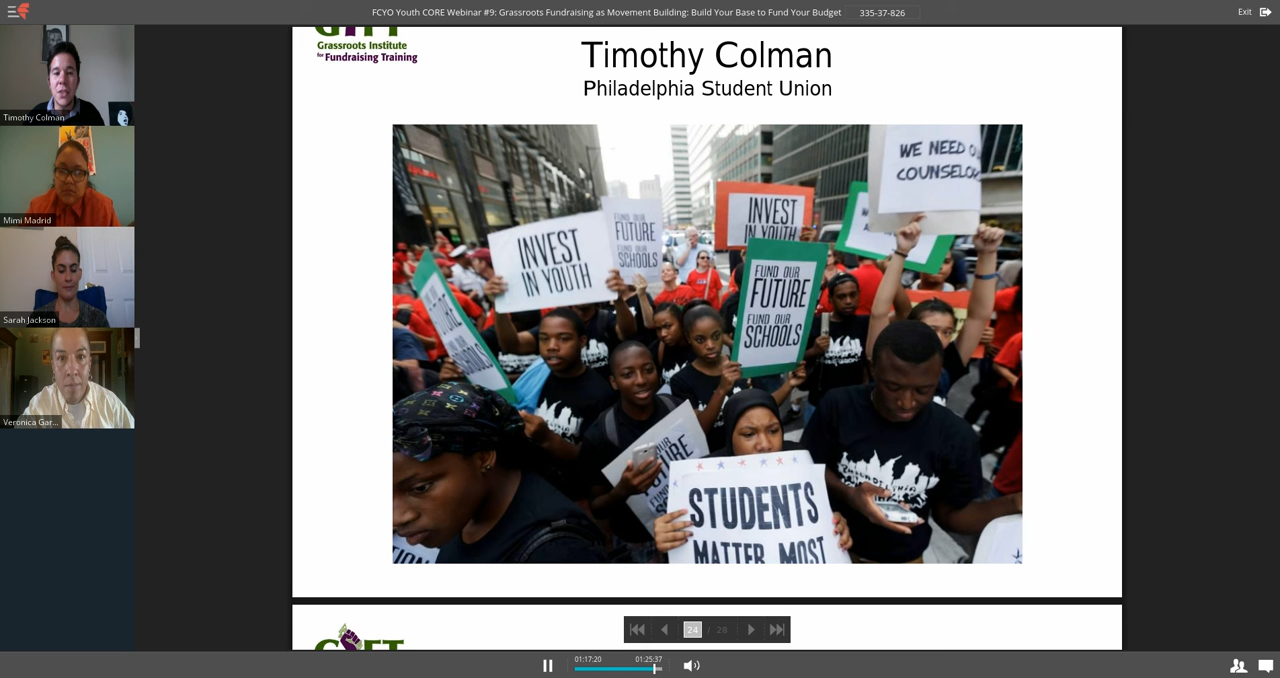 FCYO Youth CORE Webinar #9: Grassroots Fundraising as Movement Building: Build Your Base to Fund Your Budget
335-37-826
Exit
Timothy Colman
Mimi Madrid
Sarah Jackson
Veronica Gar...
Grassroots Institute
for Fundraising Training
Timothy Colman
Philadelphia Student Union
WE NEED
COUNSELO
INVEST
IN YOUTH
FUND OUR
FUTURE
FUND OUR
SCHOOLS
INVEST
IN YOUTH
FUND OUR
FUTURE
FUND OUR
SCHOOLS
STUDENTS
MATTER MOST
24 / 28
01:17:20
01:25:37